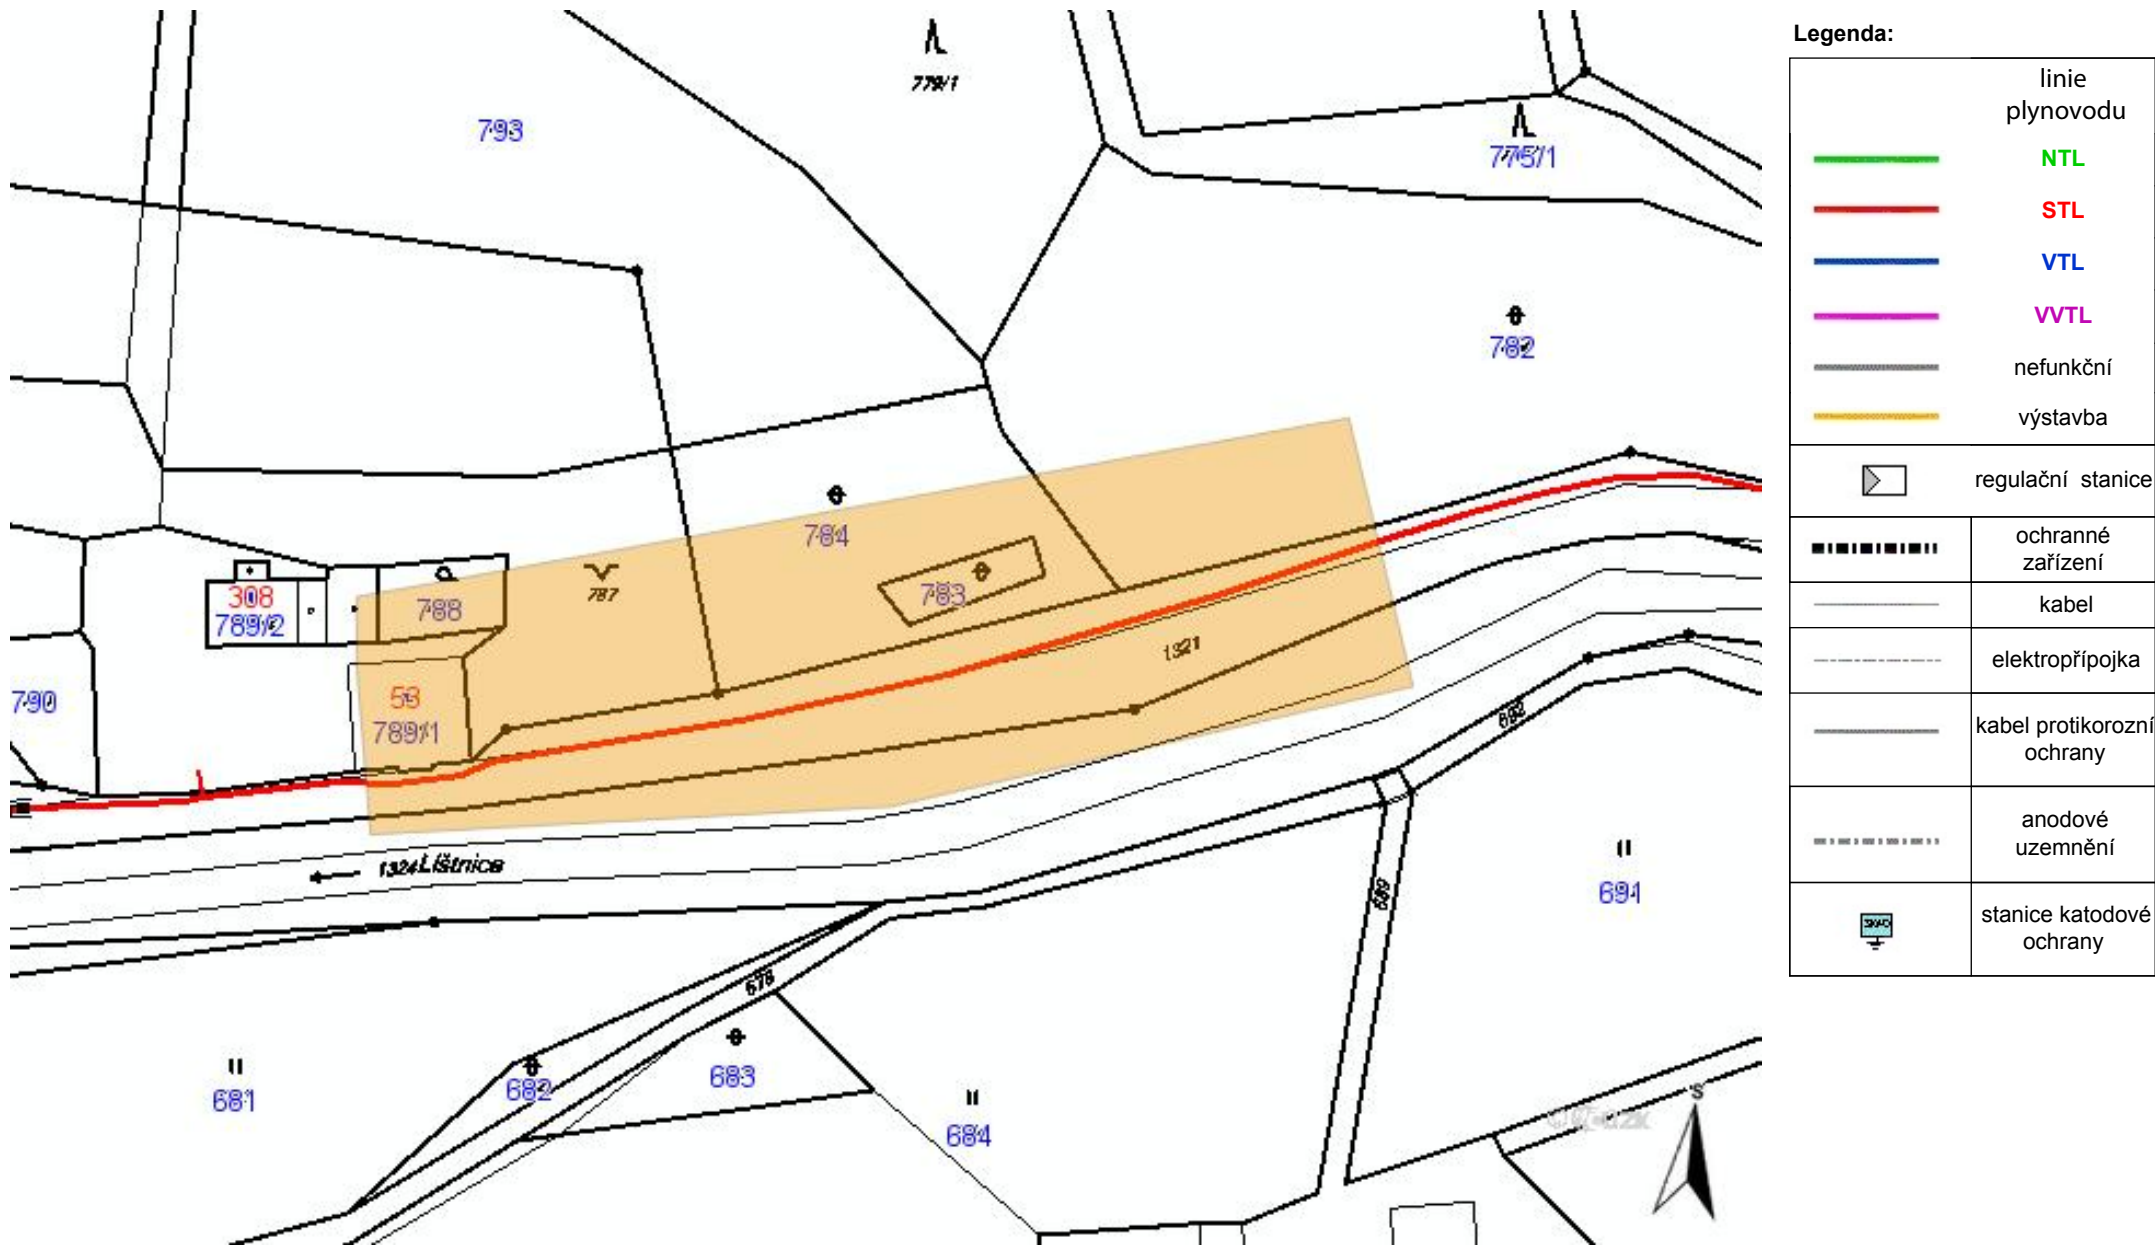 779/1
793
775/1
782
784
783
787
788
308
789/2
53
789/1
790
1321
692
1324 Líštnice
689
691
678
681
682
683
684
S
Legenda:
linie
plynovodu
NTL
STL
VTL
VVTL
nefunkční
výstavba
regulační stanice
ochranné
zařízení
kabel
elektropřípojka
kabel protikorozní
ochrany
anodové
uzemnění
stanice katodové
ochrany